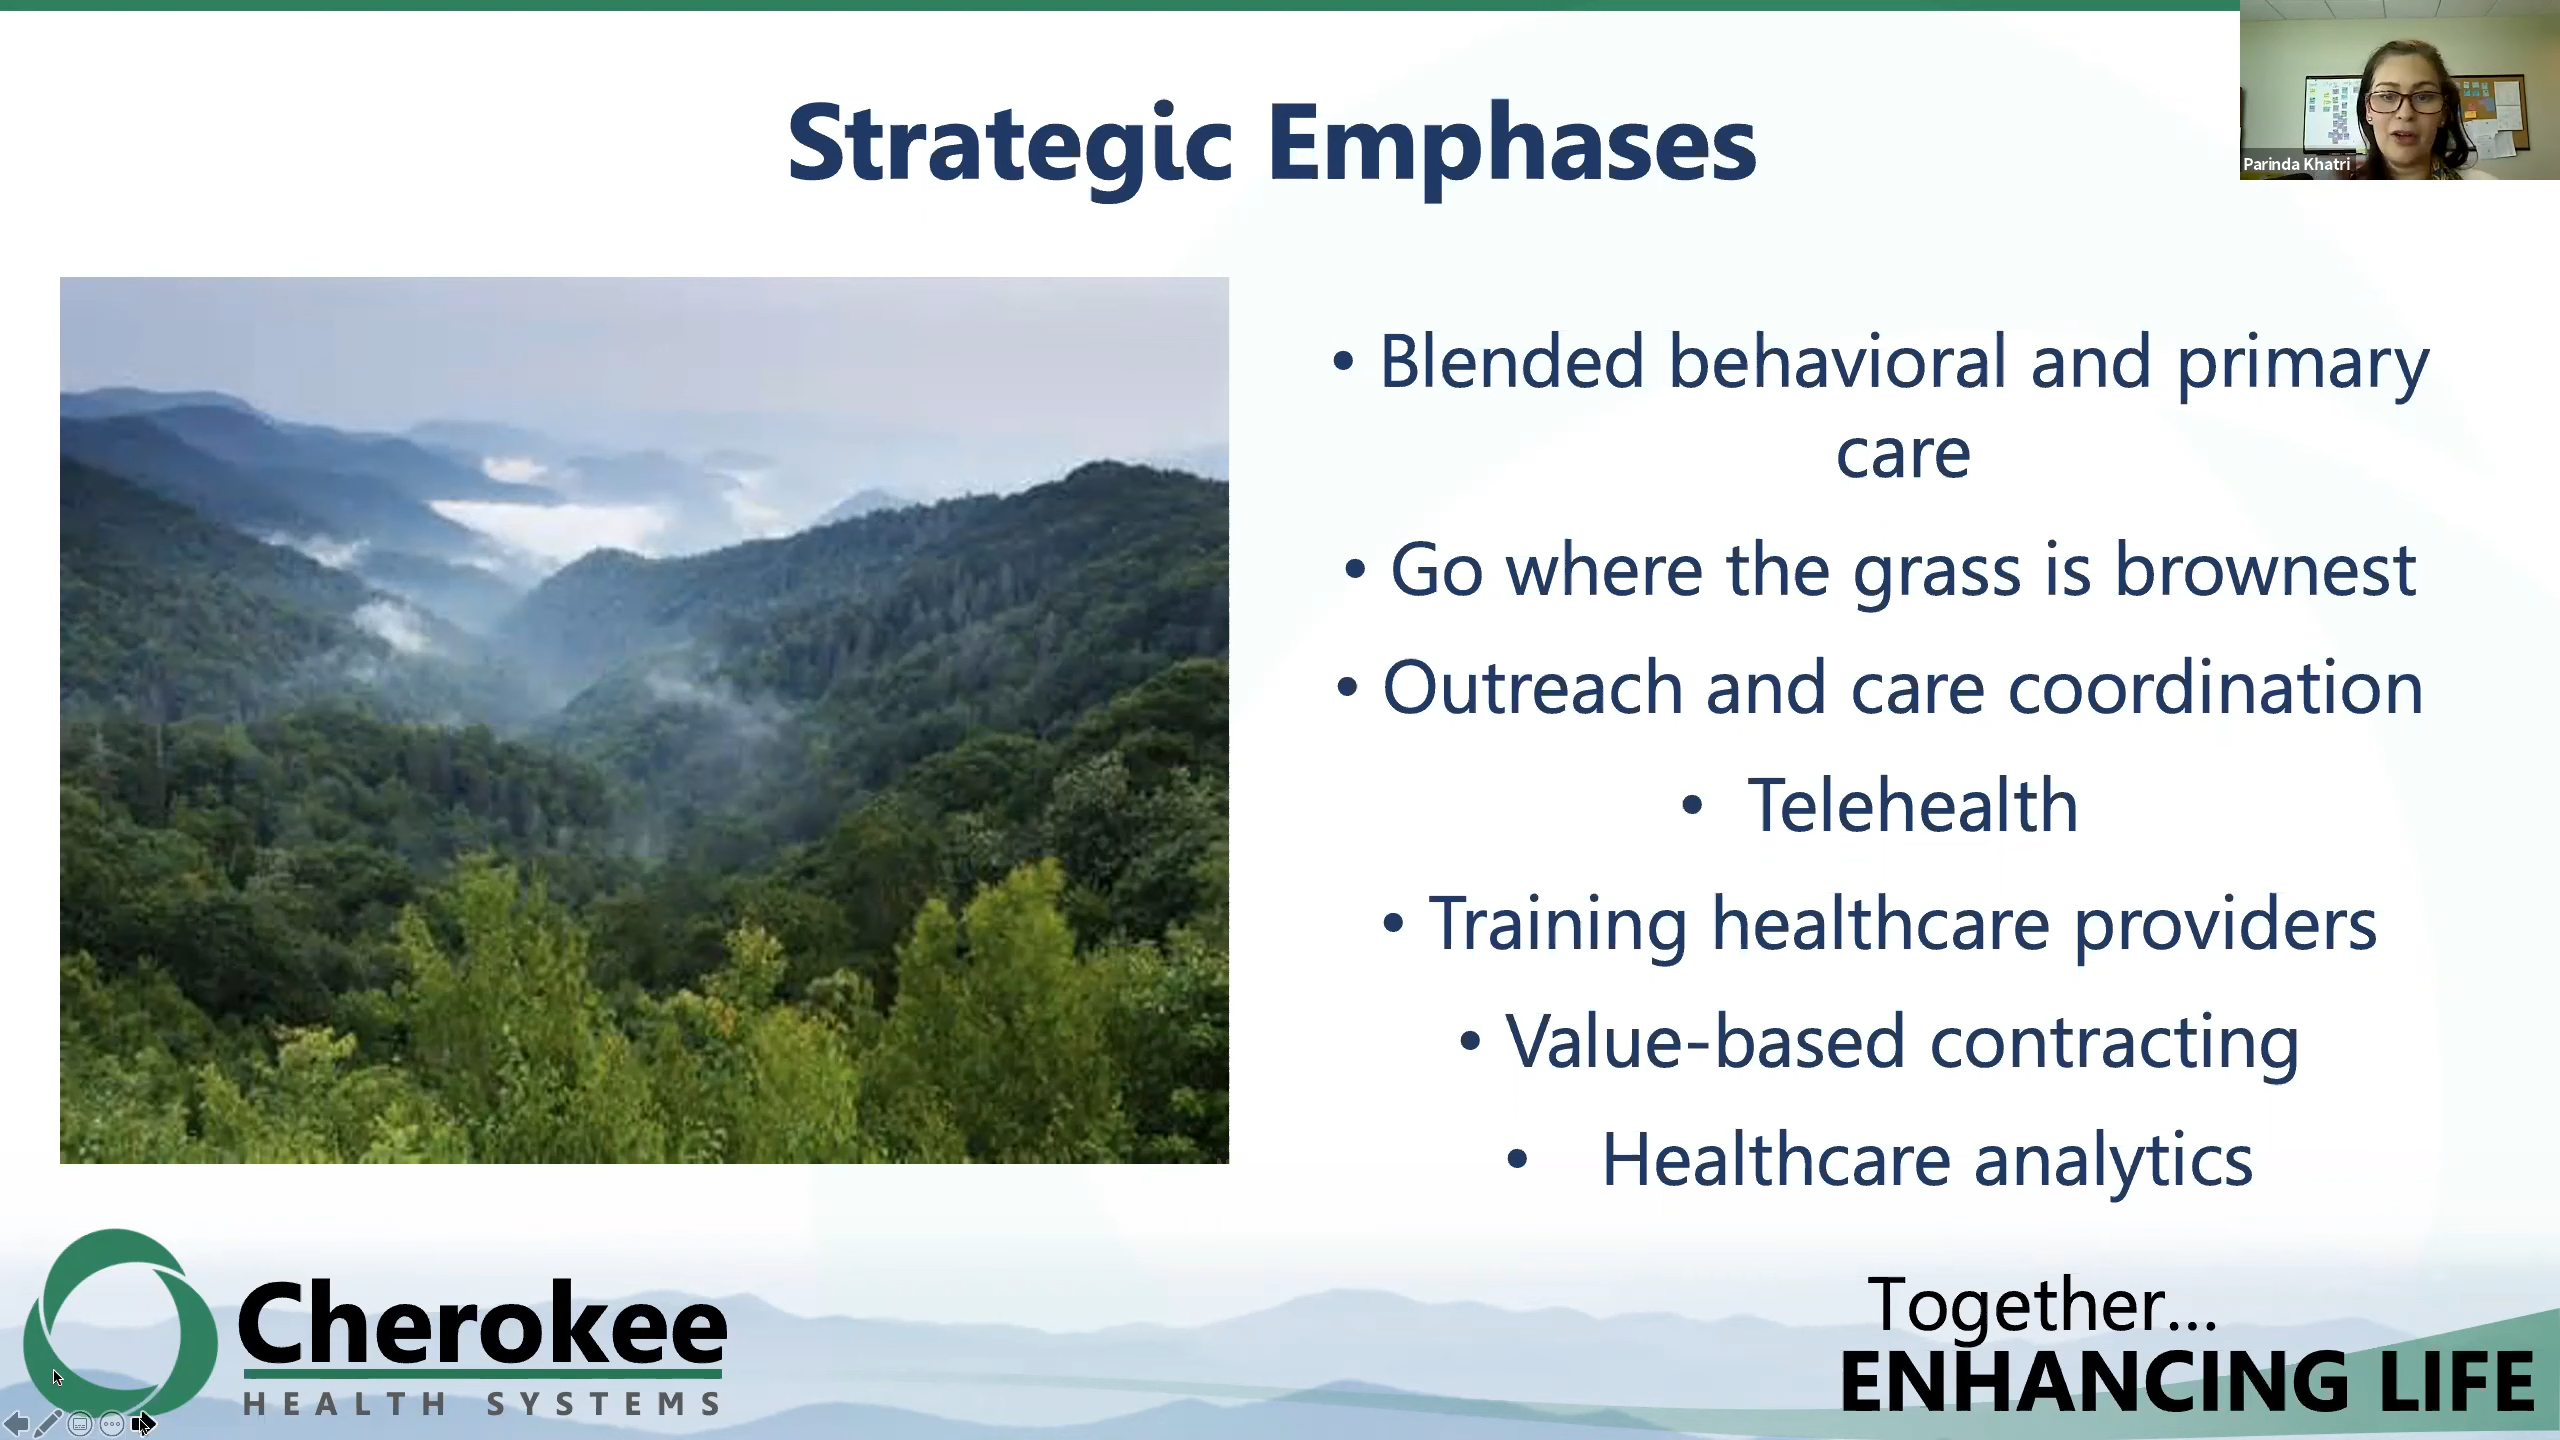 Strategic Emphases
Parinda Khatri
• Blended behavioral and primary
care
• Go where the grass is brownest
• Outreach and care coordination
• Telehealth
• Training healthcare providers
• Value-based contracting
• Healthcare analytics
Cherokee
HEALTH SYSTEMS
Together...
ENHANCING LIFE